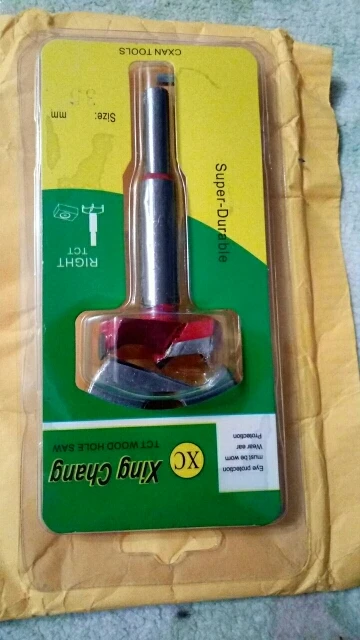 XC
Xing Chang
TCT WOOD HOLE SAW
Eye protection
must be worn
Wear ear
Protection
RIGHT
TCT
Super-Durable
Size: 35 mm
CXAN TOOLS